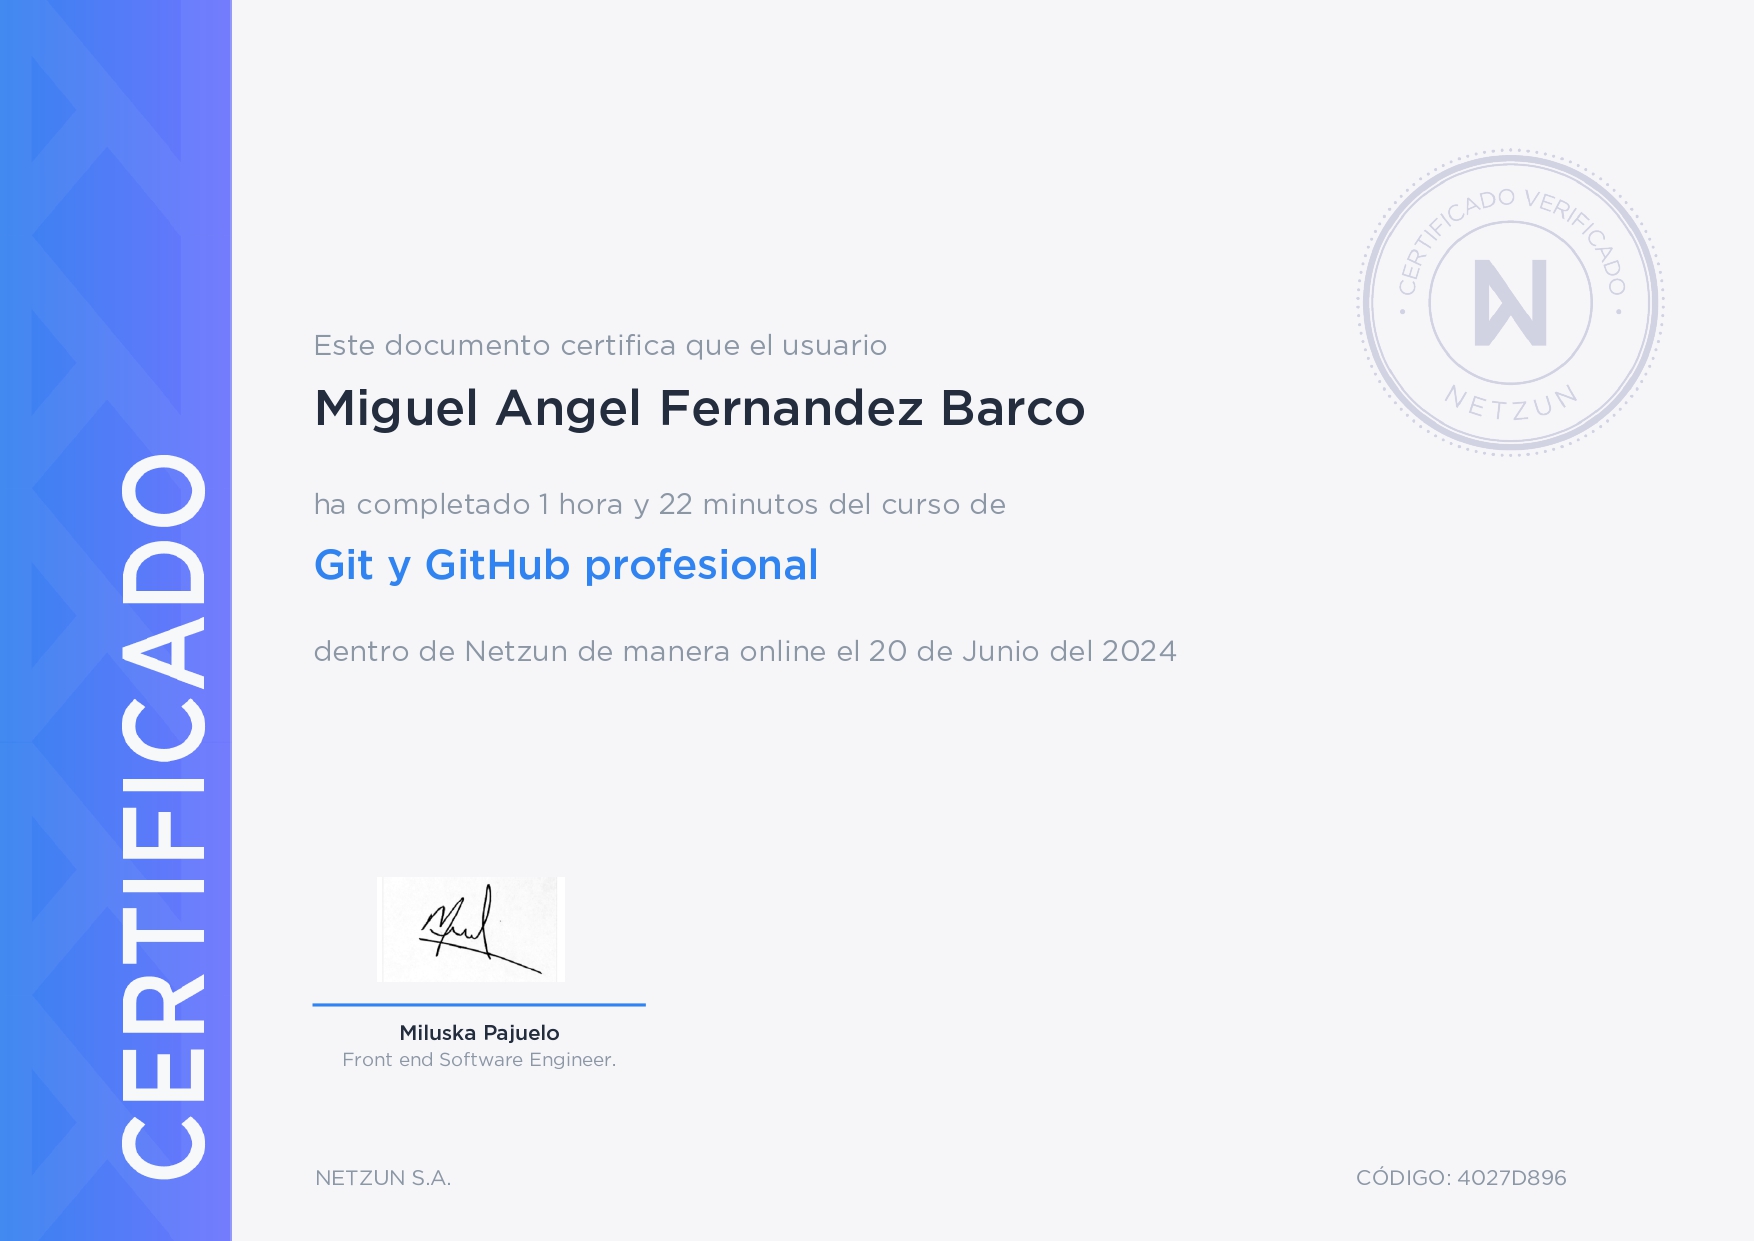 CERTIFICADO
CERTIFICADO VERIFICADO
N
NETZUN
Este documento certifica que el usuario
Miguel Angel Fernandez Barco
ha completado 1 hora y 22 minutos del curso de
Git y GitHub profesional
dentro de Netzun de manera online el 20 de Junio del 2024
Miluska Pajuelo
Front end Software Engineer.
NETZUN S.A.
CÓDIGO: 4027D896